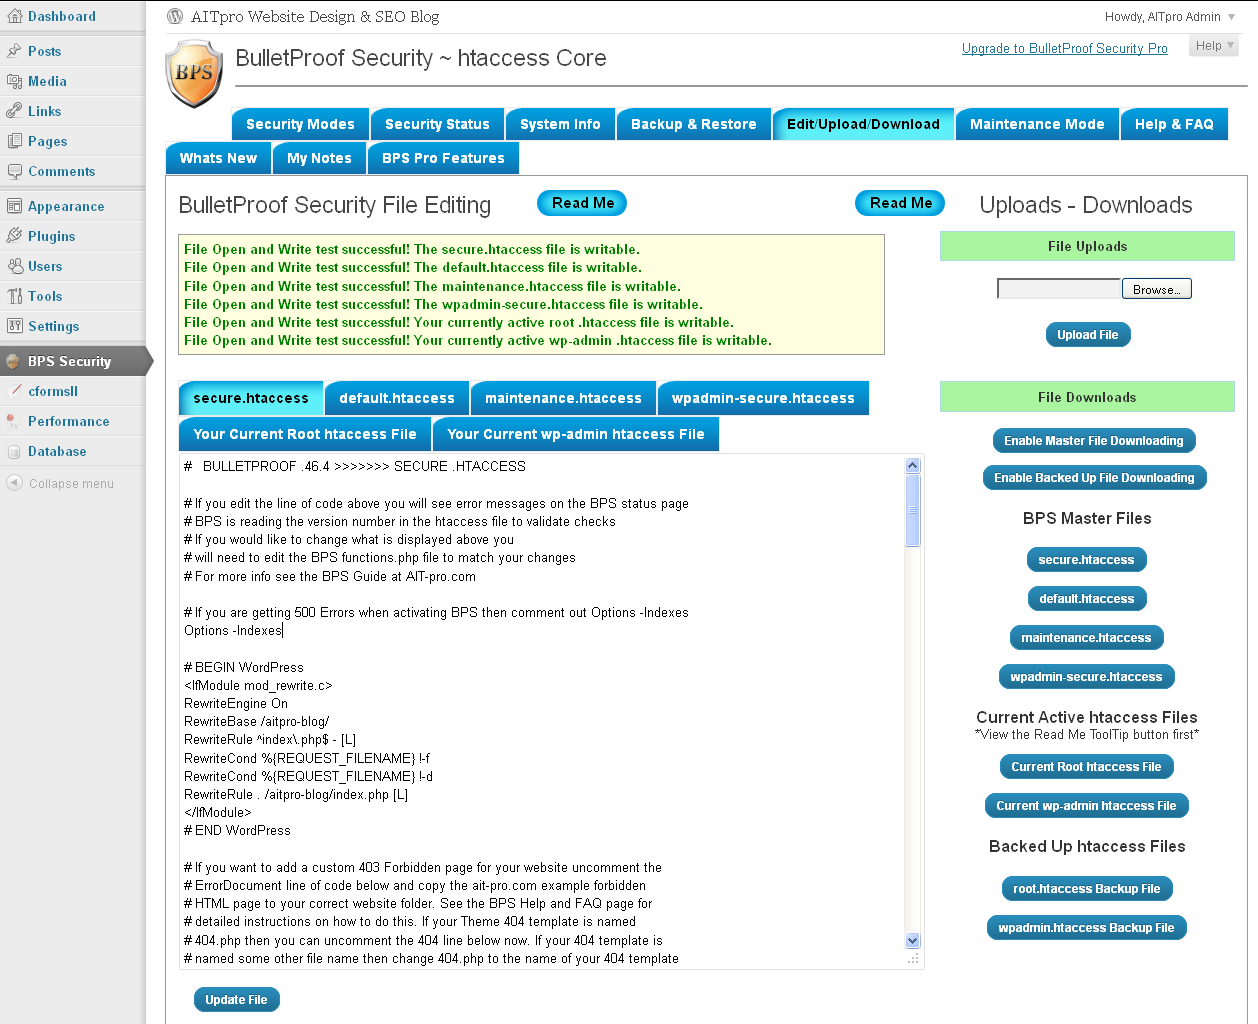 AITpro Website Design & SEO Blog
Howdy, AITpro Admin
Dashboard
Posts
Media
Links
Pages
Comments
Appearance
Plugins
Users
Tools
Settings
BPS Security
cformsII
Performance
Database
Collapse menu
BPS
BulletProof Security ~ htaccess Core
Upgrade to BulletProof Security Pro
Help
Security Modes
Security Status
System Info
Backup & Restore
Edit/Upload/Download
Maintenance Mode
Help & FAQ
Whats New
My Notes
BPS Pro Features
BulletProof Security File Editing
Read Me
File Open and Write test successful! The secure.htaccess file is writable.
File Open and Write test successful! The default.htaccess file is writable.
File Open and Write test successful! The maintenance.htaccess file is writable.
File Open and Write test successful! The wpadmin-secure.htaccess file is writable.
File Open and Write test successful! Your currently active root .htaccess file is writable.
File Open and Write test successful! Your currently active wp-admin .htaccess file is writable.
secure.htaccess
default.htaccess
maintenance.htaccess
wpadmin-secure.htaccess
Your Current Root htaccess File
Your Current wp-admin htaccess File
#   BULLETPROOF .46.4 >>>>>>> SECURE .HTACCESS
# If you edit the line of code above you will see error messages on the BPS status page
# BPS is reading the version number in the htaccess file to validate checks
# If you would like to change what is displayed above you
# will need to edit the BPS functions.php file to match your changes
# For more info see the BPS Guide at AIT-pro.com
# If you are getting 500 Errors when activating BPS then comment out Options -Indexes
Options -Indexes
# BEGIN WordPress
<IfModule mod_rewrite.c>
RewriteEngine On
RewriteBase /aitpro-blog/
RewriteRule ^index\.php$ - [L]
RewriteCond %{REQUEST_FILENAME} !-f
RewriteCond %{REQUEST_FILENAME} !-d
RewriteRule . /aitpro-blog/index.php [L]
</IfModule>
# END WordPress
# If you want to add a custom 403 Forbidden page for your website uncomment the
# ErrorDocument line of code below and copy the ait-pro.com example forbidden
# HTML page to your correct website folder. See the BPS Help and FAQ page for
# detailed instructions on how to do this. If your Theme 404 template is named
# 404.php then you can uncomment the 404 line below now. If your 404 template is
# named some other file name then change 404.php to the name of your 404 template
Update File
Read Me
Uploads - Downloads
File Uploads
Browse...
Upload File
File Downloads
Enable Master File Downloading
Enable Backed Up File Downloading
BPS Master Files
secure.htaccess
default.htaccess
maintenance.htaccess
wpadmin-secure.htaccess
Current Active htaccess Files
*View the Read Me ToolTip button first*
Current Root htaccess File
Current wp-admin htaccess File
Backed Up htaccess Files
root.htaccess Backup File
wpadmin.htaccess Backup File